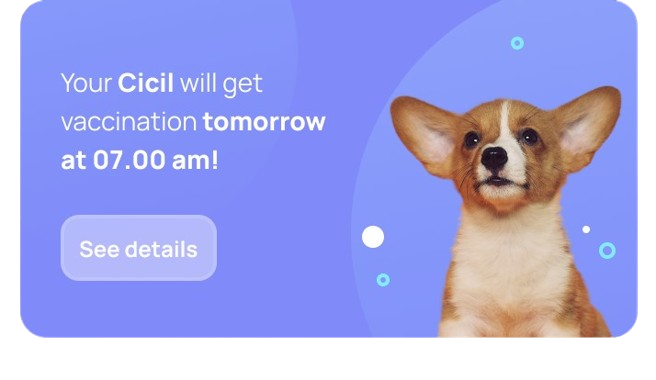 Your Cicil will get
vaccination tomorrow
at 07.00 am!
See details